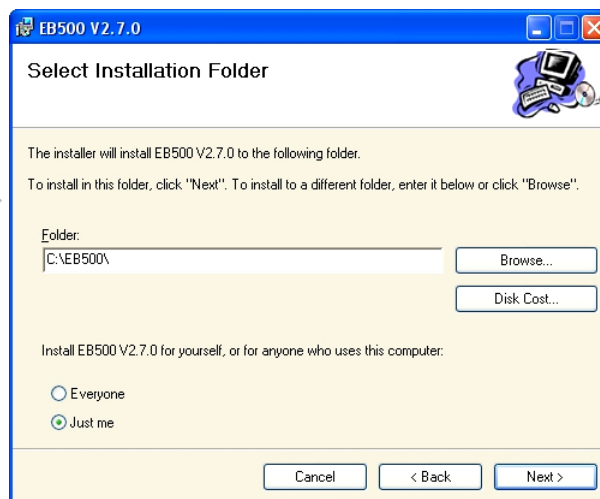 EB500 V2.7.0
Select Installation Folder
The installer will install EB500 V2.7.0 to the following folder.
To install in this folder, click "Next". To install to a different folder, enter it below or click "Browse".
Folder:
C:\EB500\
Browse...
Disk Cost...
Install EB500 V2.7.0 for yourself, or for anyone who uses this computer:
Everyone
Just me
Cancel
< Back
Next >